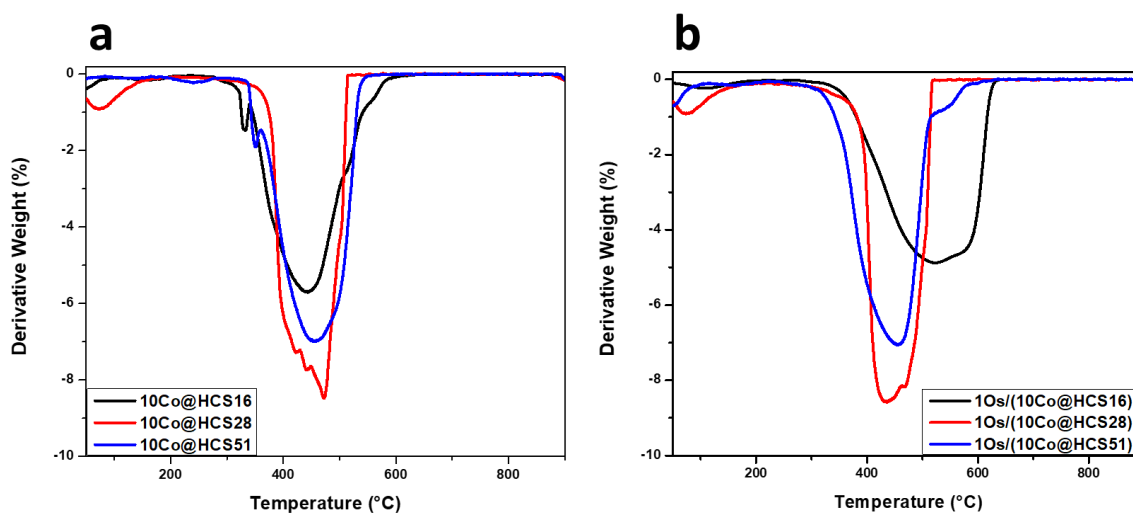 a
Derivative Weight (%)
0
-2
-4
-6
-8
-10
10Co@HCS16
10Co@HCS28
10Co@HCS51
200
400
600
800
Temperature (°C)
b
Derivative Weight (%)
0
-2
-4
-6
-8
-10
1Os/(10Co@HCS16)
1Os/(10Co@HCS28)
1Os/(10Co@HCS51)
200
400
600
800
Temperature (°C)